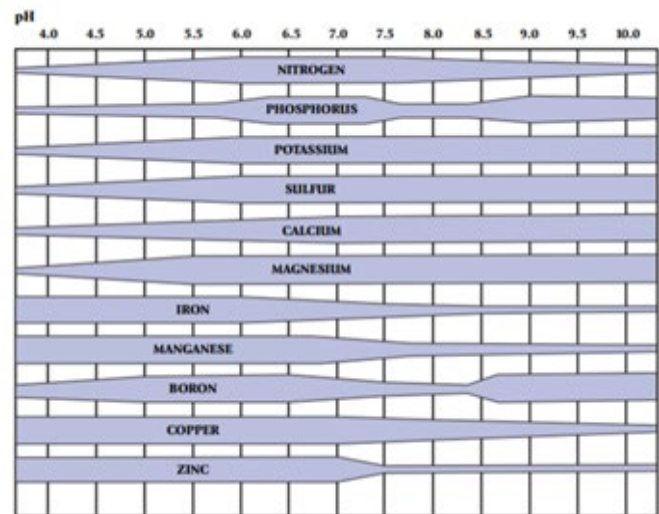 pH
4.0 4.5 5.0 5.5 6.0 6.5 7.0 7.5 8.0 8.5 9.0 9.5 10.0
NITROGEN
PHOSPHORUS
POTASSIUM
SULFUR
CALCIUM
MAGNESIUM
IRON
MANGANESE
BORON
COPPER
ZINC